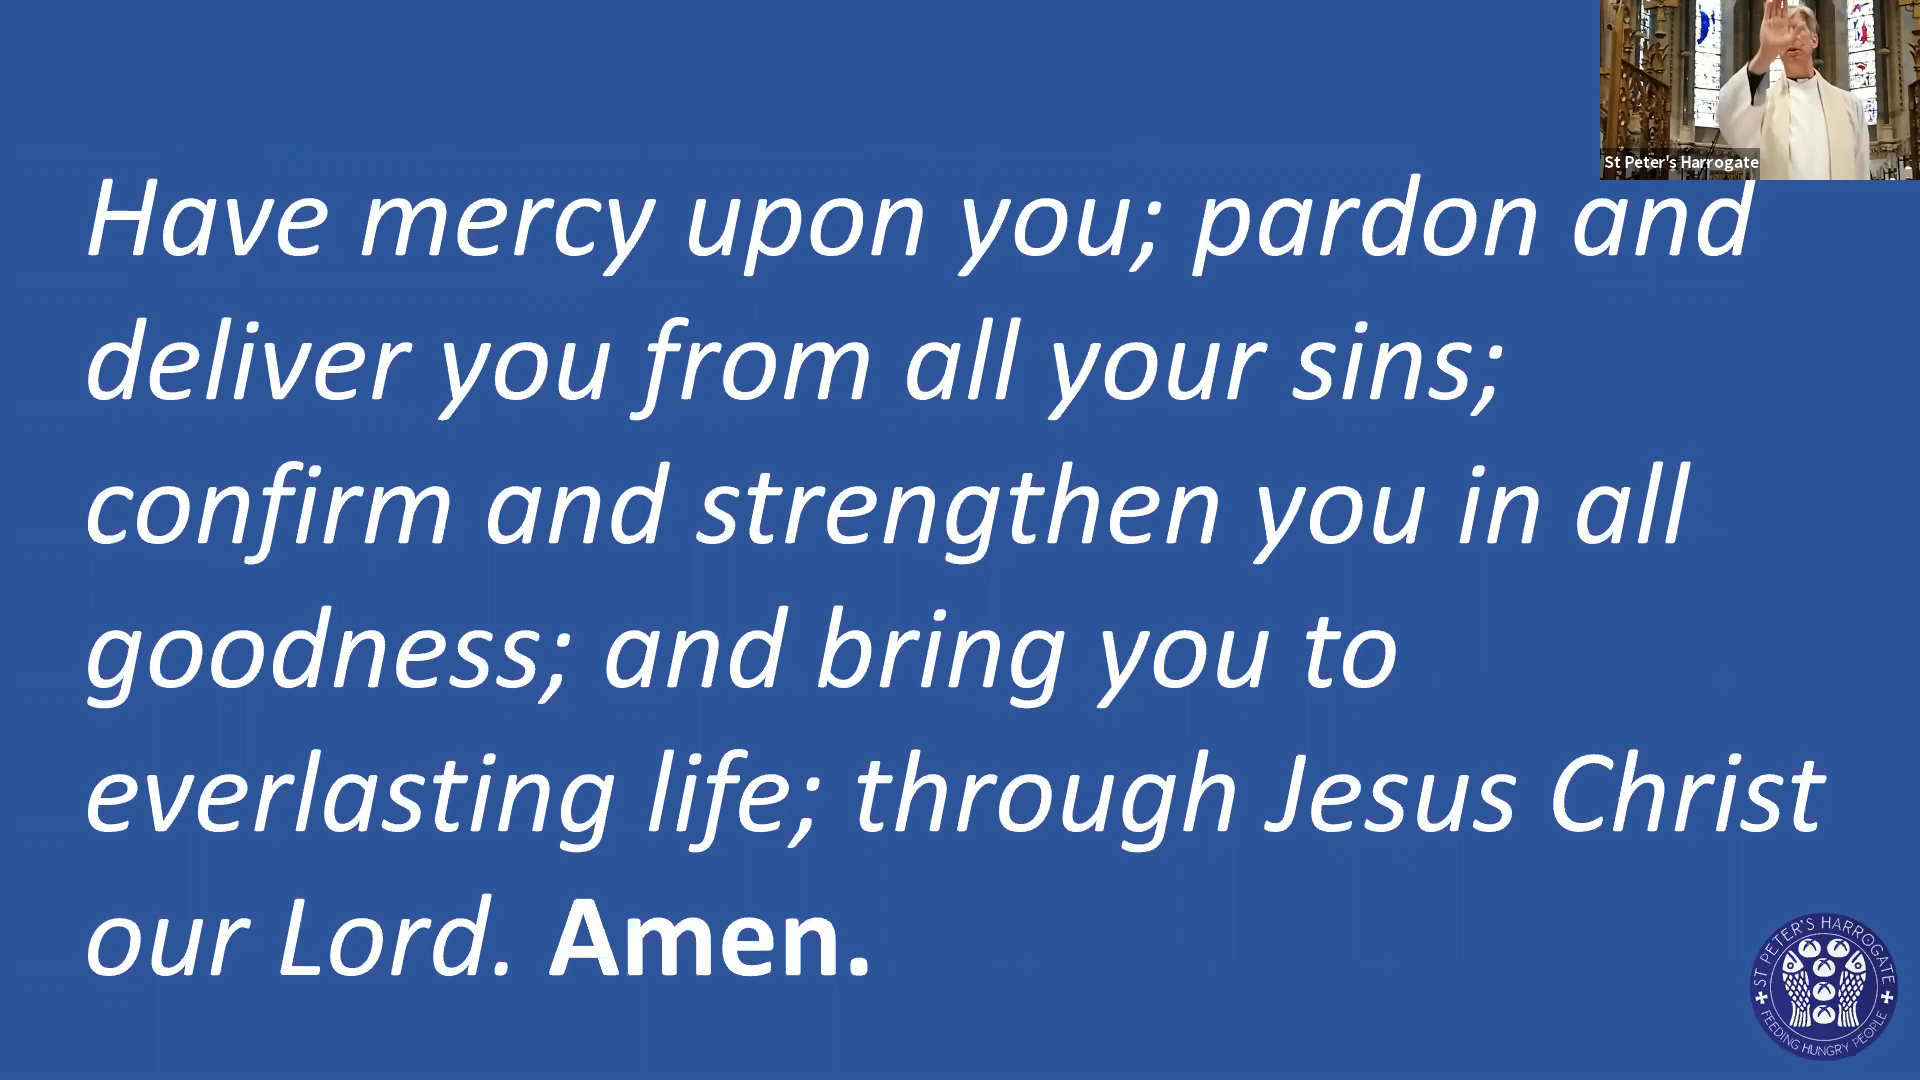 St Peter's Harrogate
Have mercy upon you; pardon and
deliver you from all your sins;
confirm and strengthen you in all
goodness; and bring you to
everlasting life; through Jesus Christ
our Lord. Amen.
ST PETER'S HARROGATE
FEEDING HUNGRY PEOPLE